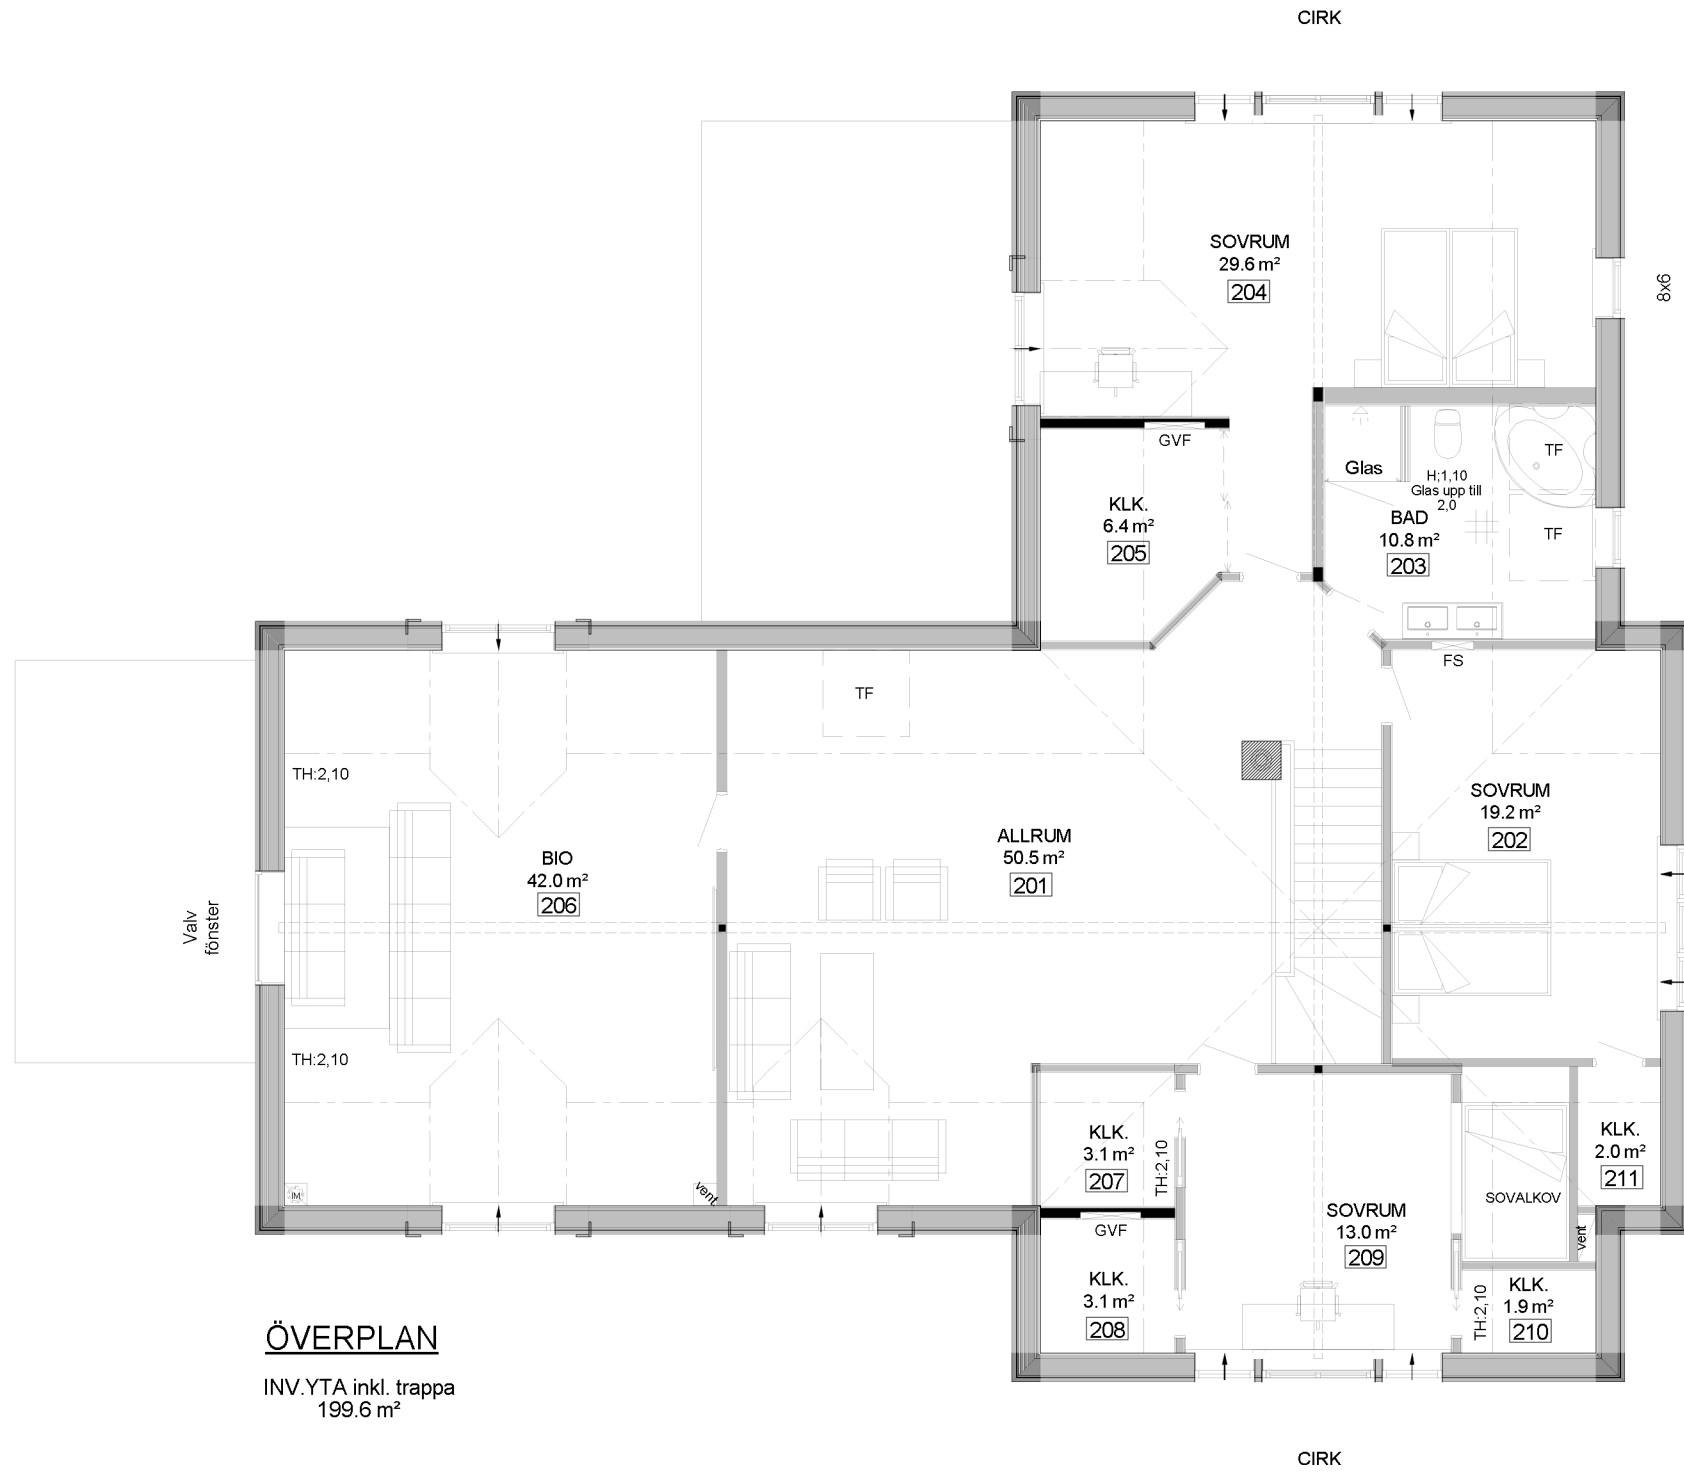 CIRK
SOVRUM
29.6 m²
204
8x6
GVF
KLK.
6.4 m²
205
Glas
H;1,10
Glas upp till
2,0
BAD
10.8 m²
203
TF
TF
FS
TF
TH:2,10
BIO
42.0 m²
206
Valv
fönster
TH:2,10
ALLRUM
50.5 m²
201
SOVRUM
19.2 m²
202
IM
vent
KLK.
3.1 m²
207
TH:2,10
GVF
KLK.
3.1 m²
208
SOVRUM
13.0 m²
209
SOVALKOV
KLK.
2.0 m²
211
vent
TH:2,10
KLK.
1.9 m²
210
ÖVERPLAN
INV.YTA inkl. trappa
199.6 m²
CIRK